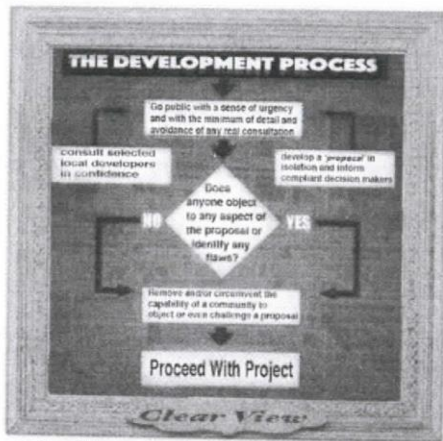 THE DEVELOPMENT PROCESS
Go public with a sense of urgency
and with the minimum of detail and
avoidance of any real consultation
consult selected
local developers
in confidence
develop a 'proposal' in
isolation and inform
compliant decision makers
Does
anyone object
to any aspect of
the proposal or
identify any
flaws?
NO
YES
Remove and/or circumvent the
capability of a community to
object or even challenge a proposal
Proceed With Project
Clear View